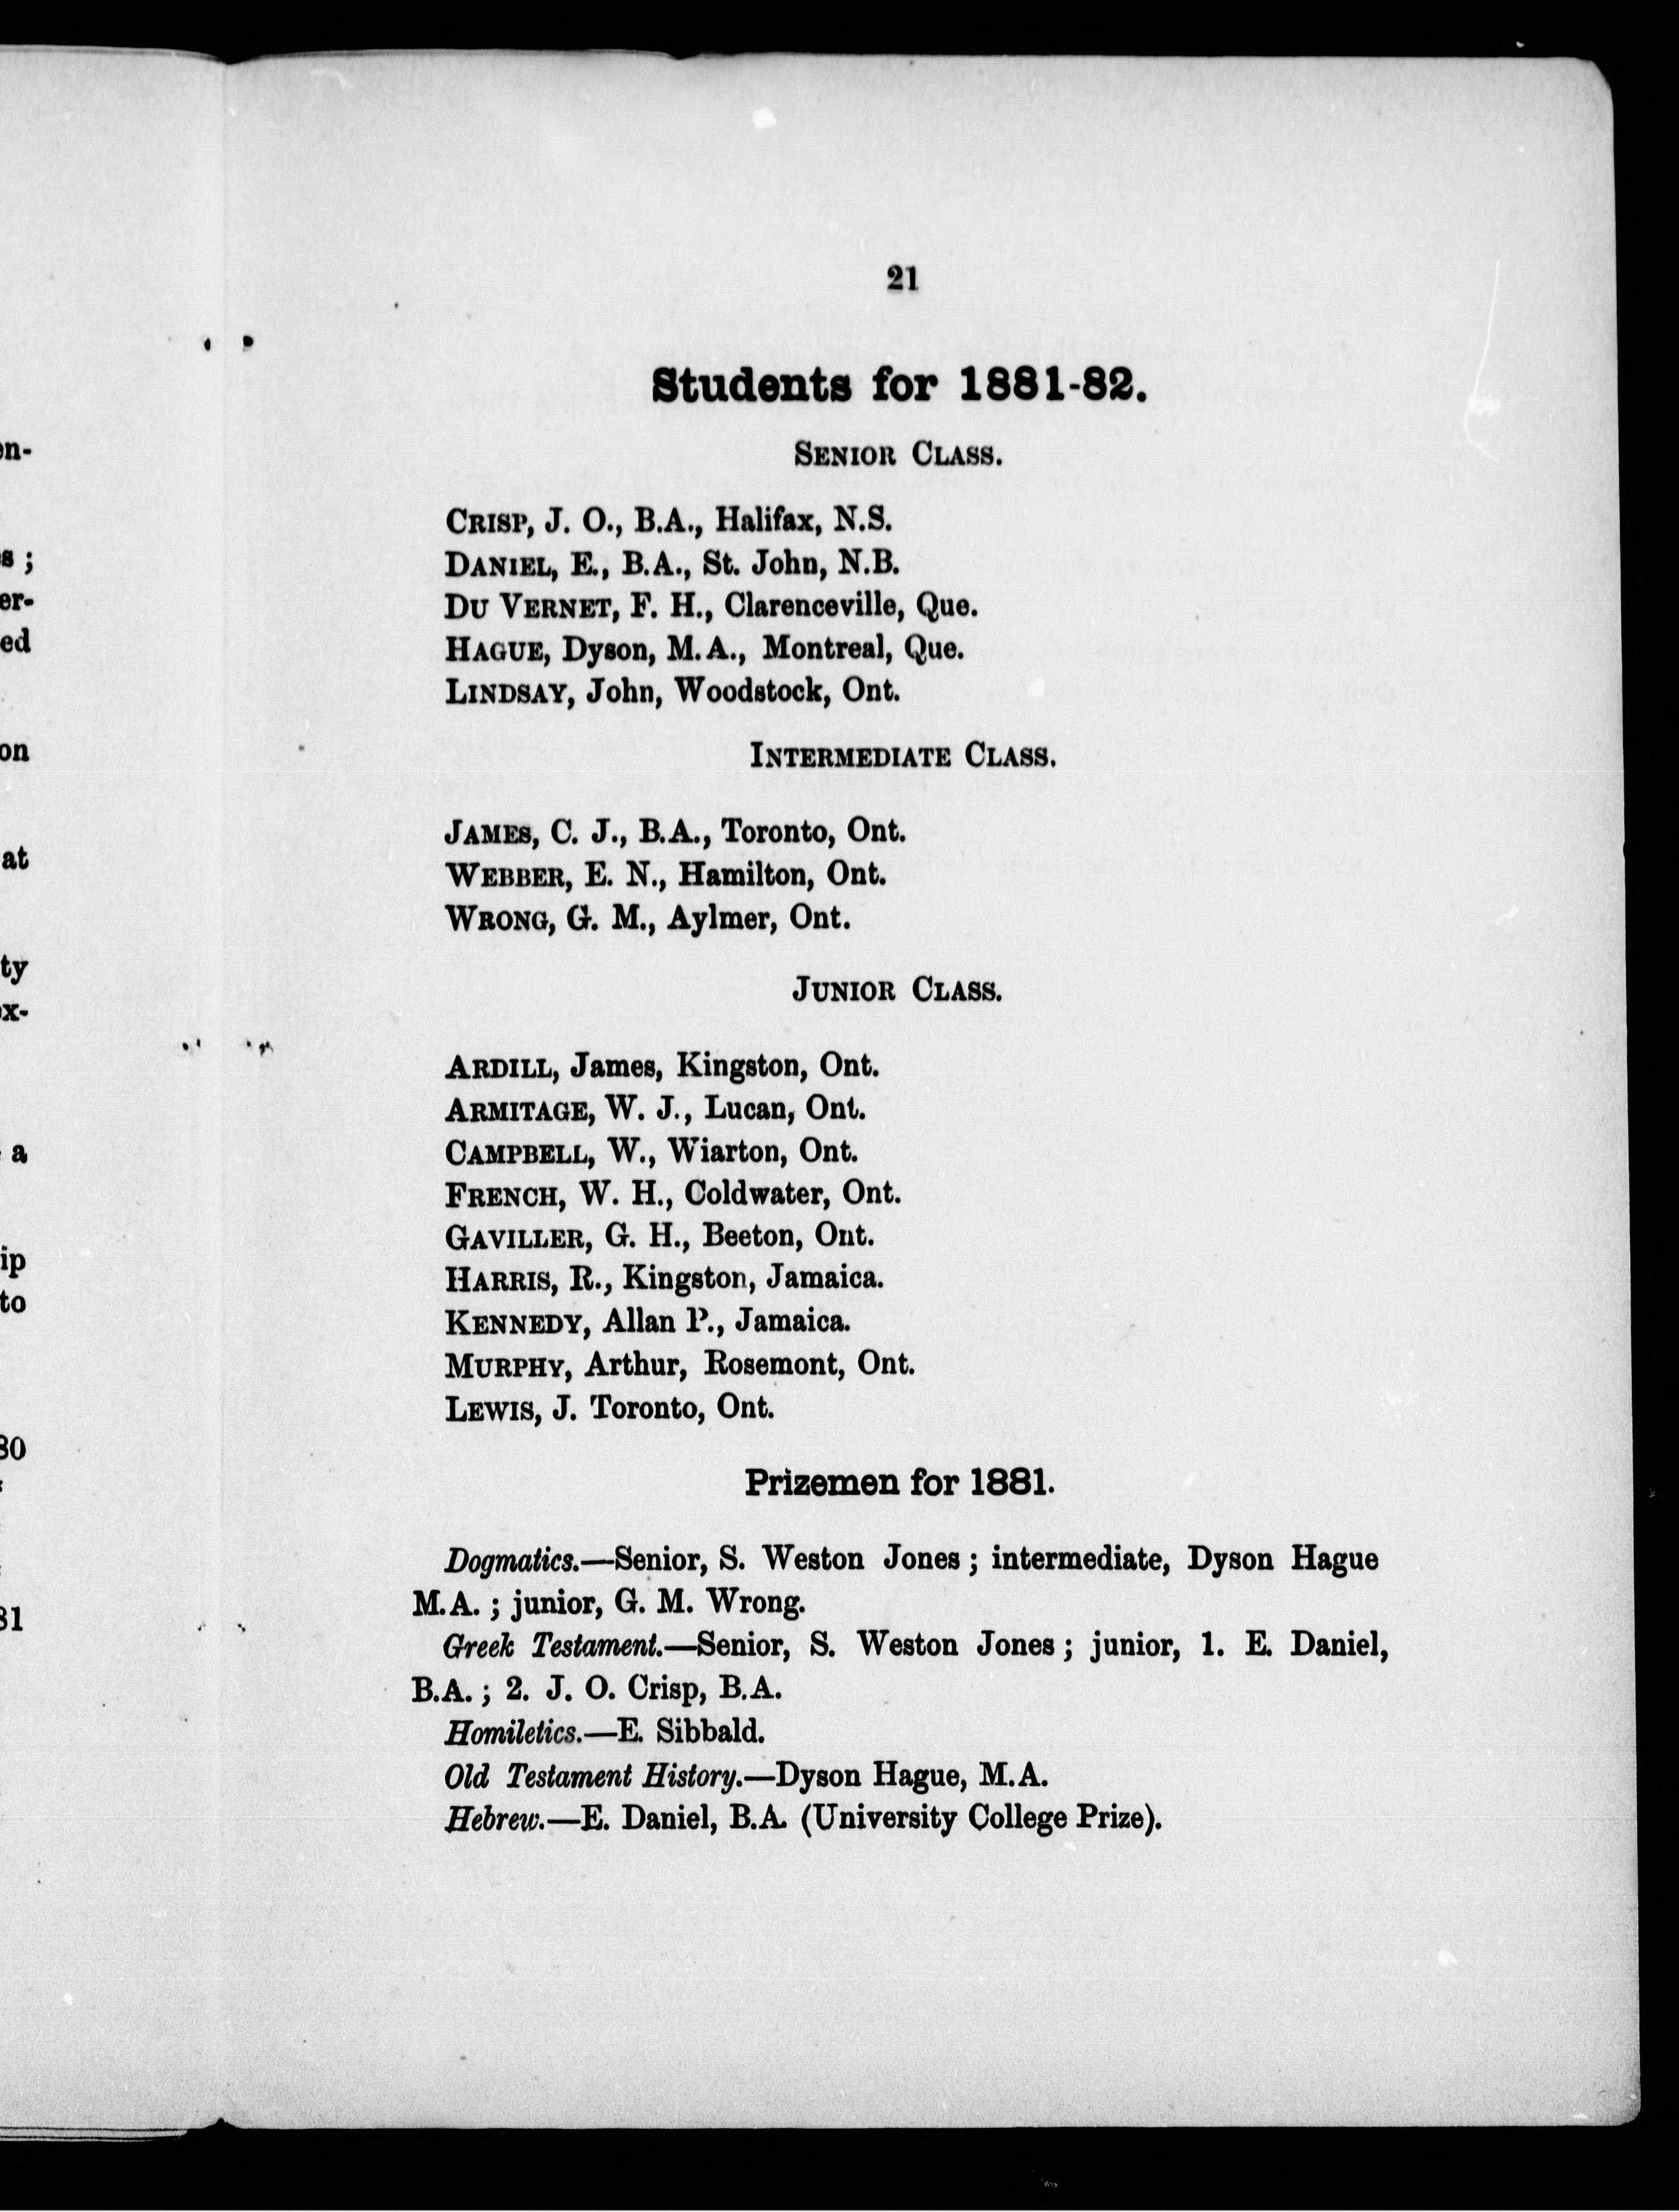 21
Students for 1881-82.
SENIOR CLASS.
CRISP, J. O., B.A., Halifax, N.S.
DANIEL, E., B.A., St. John, N.B.
DU VERNET, F. H., Clarenceville, Que.
HAGUE, Dyson, M.A., Montreal, Que.
LINDSAY, John, Woodstock, Ont.
INTERMEDIATE CLASS.
JAMES, C. J., B.A., Toronto, Ont.
WEBBER, E. N., Hamilton, Ont.
WRONG, G. M., Aylmer, Ont.
JUNIOR CLASS.
ARDILL, James, Kingston, Ont.
ARMITAGE, W. J., Lucan, Ont.
CAMPBELL, W., Wiarton, Ont.
FRENCH, W. H., Coldwater, Ont.
GAVILLER, G. H., Beeton, Ont.
HARRIS, R., Kingston, Jamaica.
KENNEDY, Allan P., Jamaica.
MURPHY, Arthur, Rosemont, Ont.
LEWIS, J. Toronto, Ont.
Prizemen for 1881.
Dogmatics.—Senior, S. Weston Jones; intermediate, Dyson Hague
M.A.; junior, G. M. Wrong.
Greek Testament.—Senior, S. Weston Jones; junior, 1. E. Daniel,
B.A.; 2. J. O. Crisp, B.A.
Homiletics.—E. Sibbald.
Old Testament History.—Dyson Hague, M.A.
Hebrew.—E. Daniel, B.A. (University College Prize).